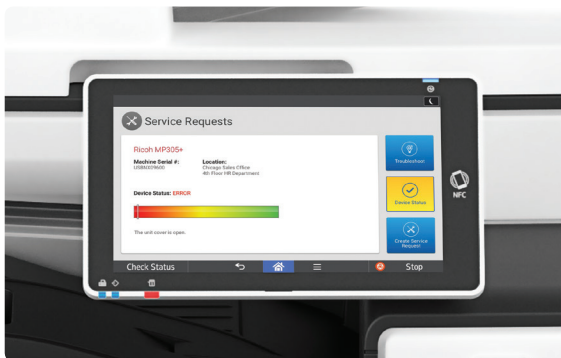 Service Requests
Ricoh MP305+
Machine Serial #:
Location:
Chicago Sales Office
4th Floor HR Department
Device Status: ERROR
The unit cover is open.
Troubleshoot
Device Status
Create Service
Request
NFC
Check Status
Stop